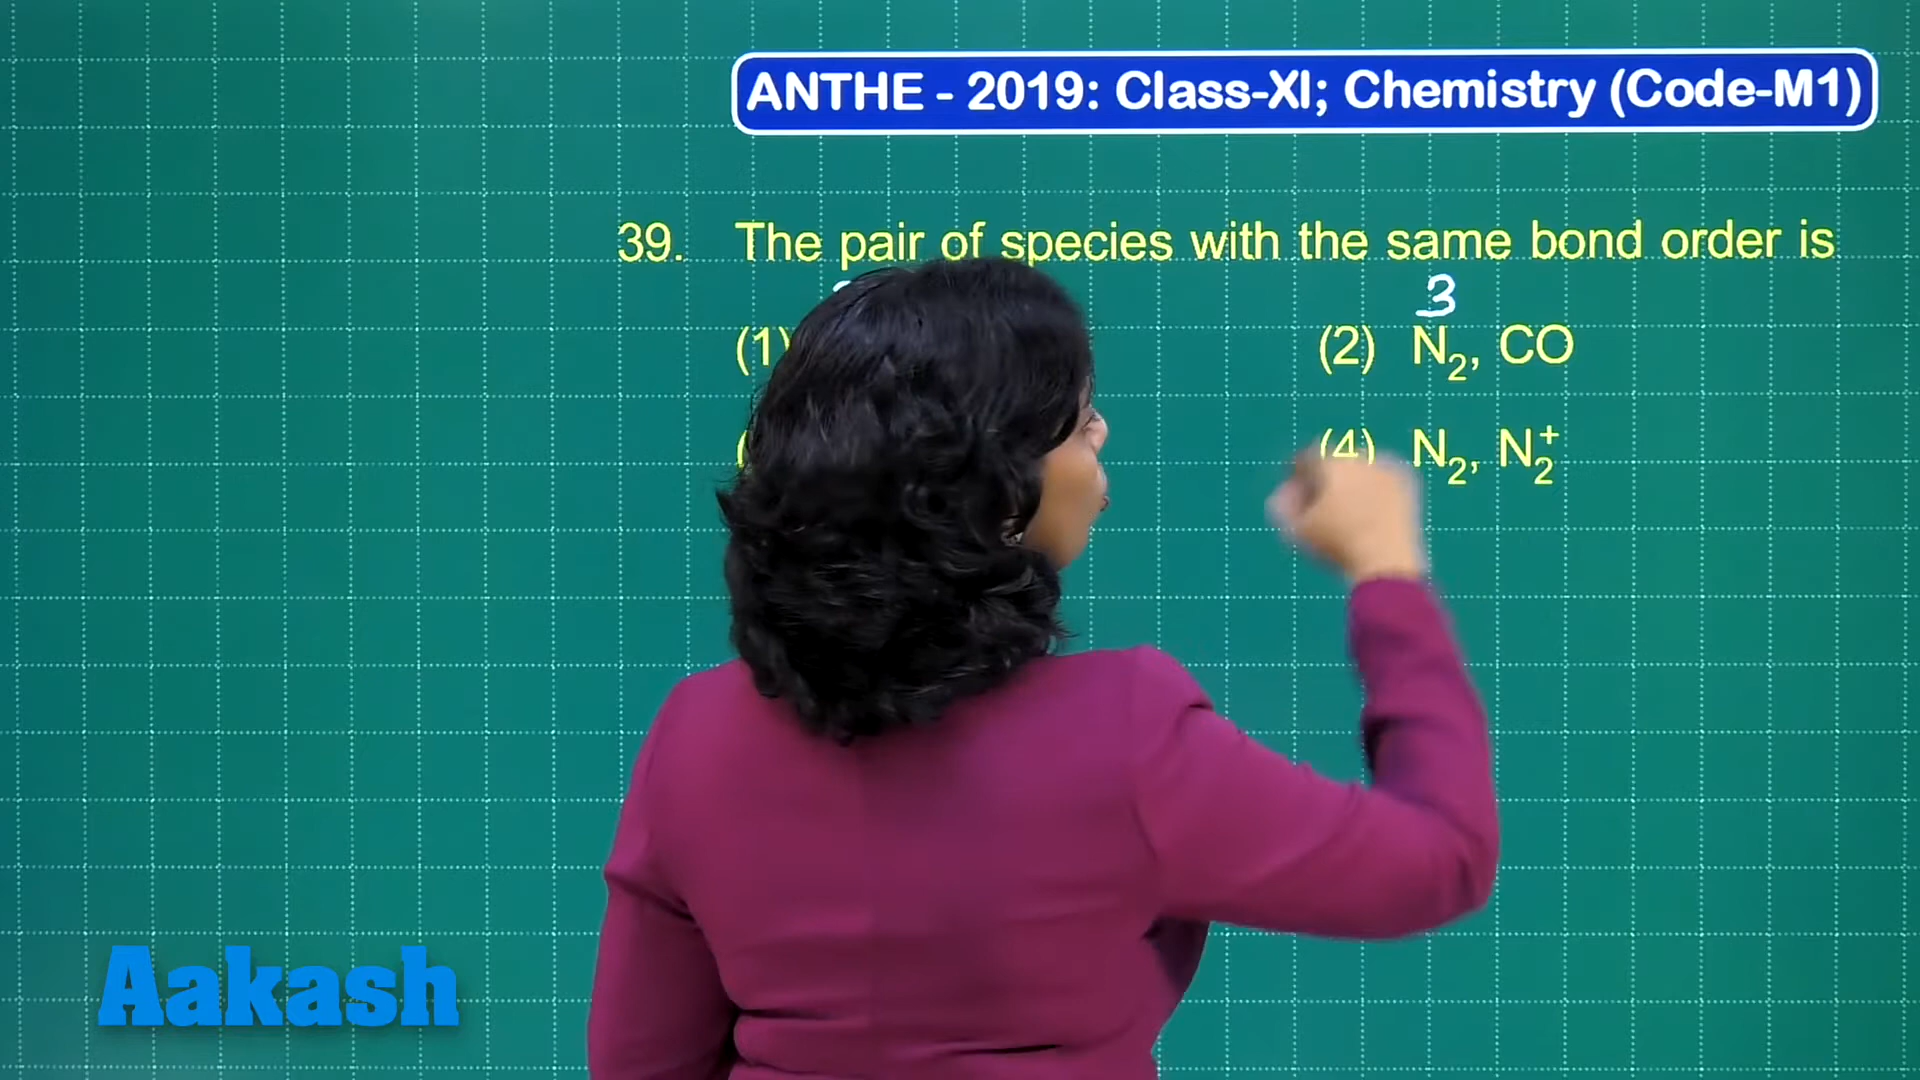 ANTHE - 2019: Class-XI; Chemistry (Code-M1)
39. The pair of species with the same bond order is
3
(1) (2) N₂, CO
(4) N₂, N₂⁺
Aakash